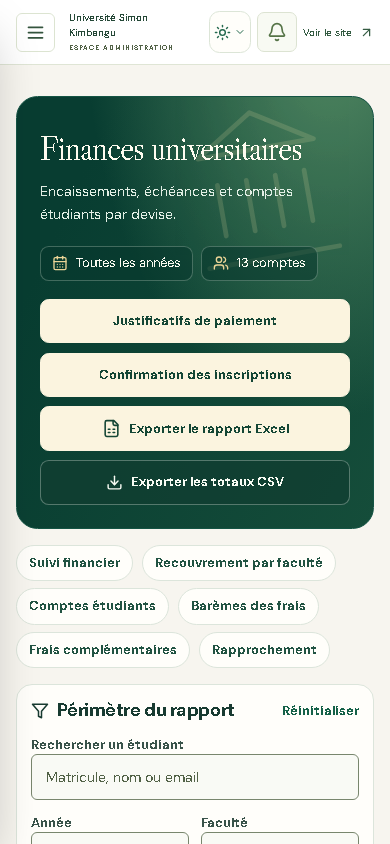 Université Simon
Kimbangu
ESPACE ADMINISTRATION
Voir le site
Finances universitaires
Encaissements, échéances et comptes
étudiants par devise.
Toutes les années
13 comptes
Justificatifs de paiement
Confirmation des inscriptions
Exporter le rapport Excel
Exporter les totaux CSV
Suivi financier
Recouvrement par faculté
Comptes étudiants
Barèmes des frais
Frais complémentaires
Rapprochement
Périmètre du rapport
Réinitialiser
Rechercher un étudiant
Matricule, nom ou email
Année
Faculté